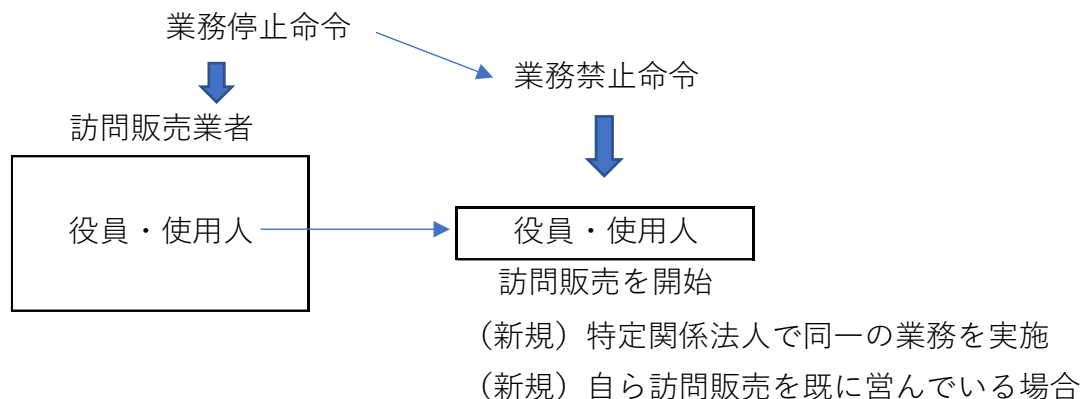 業務停止命令
業務禁止命令
訪問販売業者
役員・使用人
役員・使用人
訪問販売を開始
（新規）特定関係法人で同一の業務を実施
（新規）自ら訪問販売を既に営んでいる場合